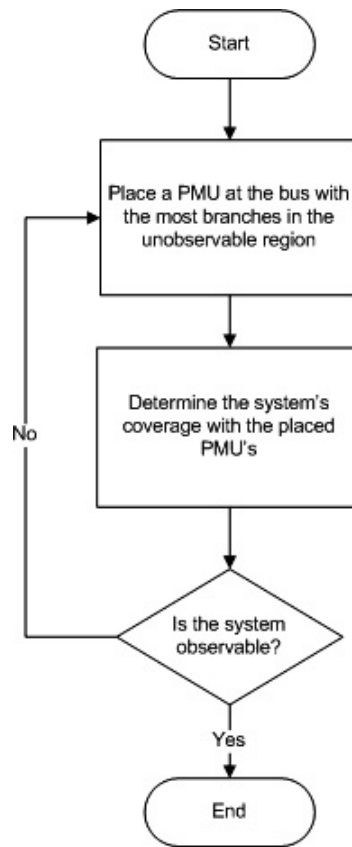 Start
Place a PMU at the bus with
the most branches in the
unobservable region
Determine the system's
coverage with the placed
PMU's
No
Is the system
observable?
Yes
End